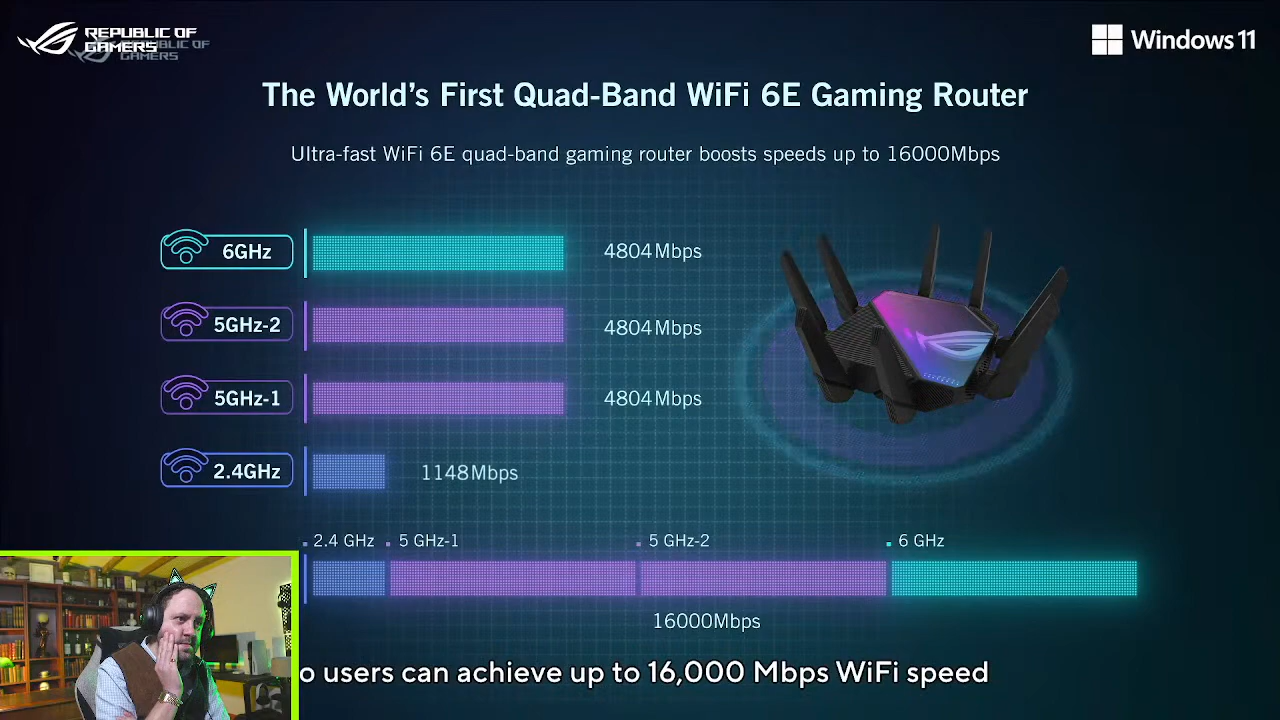 REPUBLIC OF
GAMERS
REPUBLIC OF
GAMERS
Windows 11
The World's First Quad-Band WiFi 6E Gaming Router
Ultra-fast WiFi 6E quad-band gaming router boosts speeds up to 16000Mbps
6GHz 4804Mbps
5GHz-2 4804Mbps
5GHz-1 4804Mbps
2.4GHz 1148Mbps
2.4 GHz 5 GHz-1 5 GHz-2 6 GHz
16000Mbps
o users can achieve up to 16,000 Mbps WiFi speed